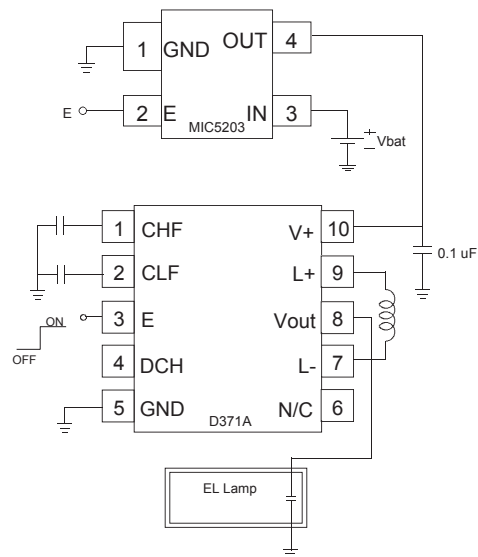 1 GND OUT 4
E 2 E IN 3
MIC5203
+
– Vbat
1 CHF V+ 10
0.1 uF
2 CLF L+ 9
ON
3 E Vout 8
OFF
4 DCH L- 7
5 GND N/C 6
D371A
EL Lamp